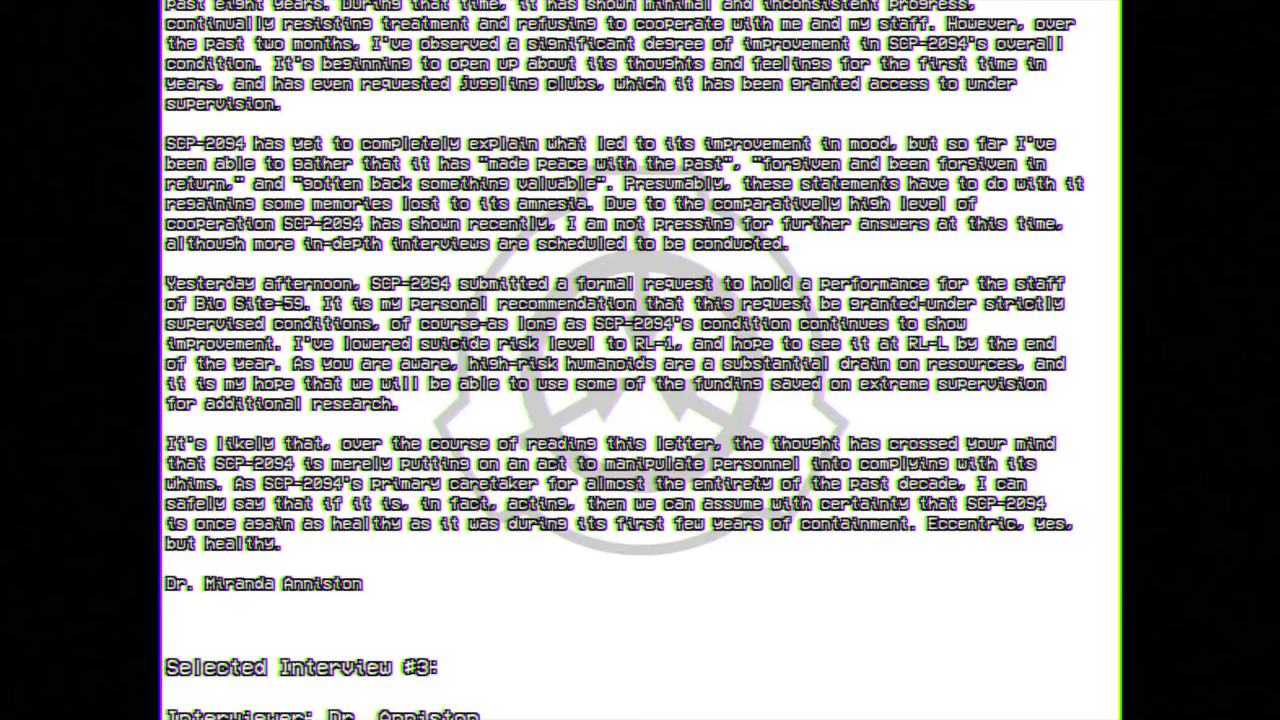 past eight years. During that time, it has shown minimal and inconsistent progress,
continually resisting treatment and refusing to cooperate with me and my staff. However, over
the past two months, I've observed a significant degree of improvement in SCP-2094's overall
condition. It's beginning to open up about its thoughts and feelings for the first time in
years, and has even requested juggling clubs, which it has been granted access to under
supervision.
SCP-2094 has yet to completely explain what led to its improvement in mood, but so far I've
been able to gather that it has "made peace with the past", "forgiven and been forgiven in
return," and "gotten back something valuable". Presumably, these statements have to do with it
regaining some memories lost to its amnesia. Due to the comparatively high level of
cooperation SCP-2094 has shown recently, I am not pressing for further answers at this time,
although more in-depth interviews are scheduled to be conducted.
Yesterday afternoon, SCP-2094 submitted a formal request to hold a performance for the staff
of Bio Site-59. It is my personal recommendation that this request be granted-under strictly
supervised conditions, of course-as long as SCP-2094's condition continues to show
improvement. I've lowered suicide risk level to RL-1, and hope to see it at RL-L by the end
of the year. As you are aware, high-risk humanoids are a substantial drain on resources, and
it is my hope that we will be able to use some of the funding saved on extreme supervision
for additional research.
It's likely that, over the course of reading this letter, the thought has crossed your mind
that SCP-2094 is merely putting on an act to manipulate personnel into complying with its
whims. As SCP-2094's primary caretaker for almost the entirety of the past decade, I can
safely say that if it is, in fact, acting, then we can assume with certainty that SCP-2094
is once again as healthy as it was during its first few years of containment. Eccentric, yes,
but healthy.
Dr. Miranda Anniston
Selected Interview #3:
Interviewer: Dr. Anniston